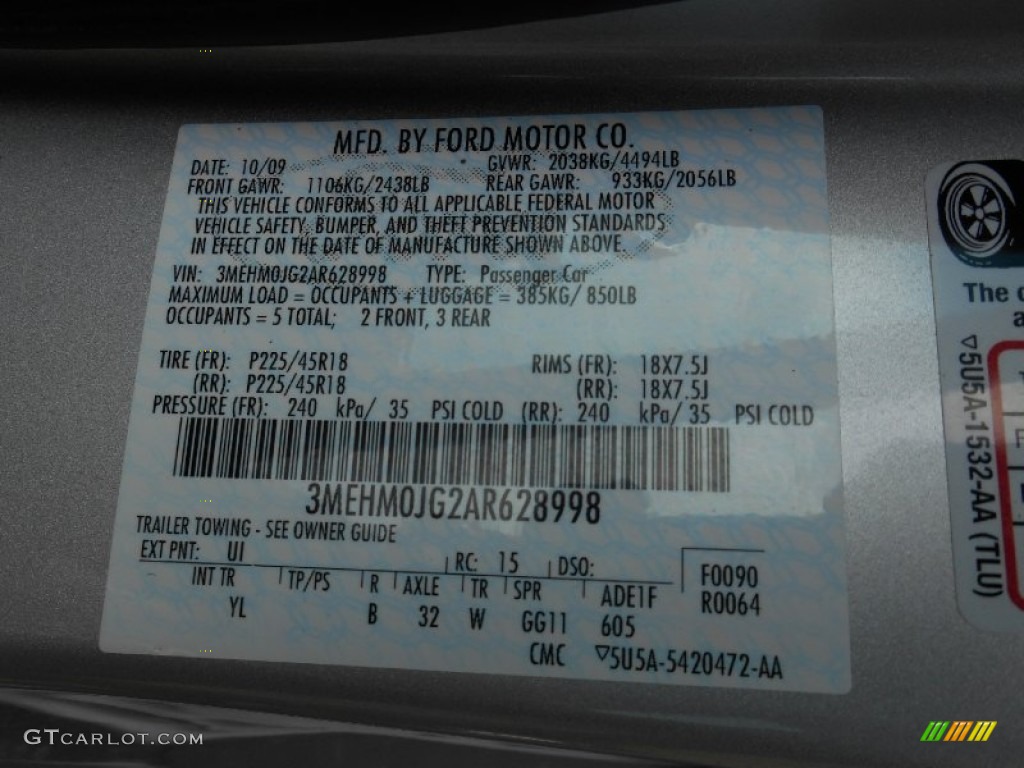 MFD. BY FORD MOTOR CO.
DATE: 10/09 GVWR: 2038KG/4494LB
FRONT GAWR: 1106KG/2438LB REAR GAWR: 933KG/2056LB
THIS VEHICLE CONFORMS TO ALL APPLICABLE FEDERAL MOTOR
VEHICLE SAFETY, BUMPER, AND THEFT PREVENTION STANDARDS
IN EFFECT ON THE DATE OF MANUFACTURE SHOWN ABOVE.
VIN: 3MEHM0JG2AR628998 TYPE: Passenger Car
MAXIMUM LOAD = OCCUPANTS + LUGGAGE = 385KG/ 850LB
OCCUPANTS = 5 TOTAL; 2 FRONT, 3 REAR
TIRE (FR): P225/45R18 RIMS (FR): 18X7.5J
(RR): P225/45R18 (RR): 18X7.5J
PRESSURE (FR): 240 kPa/ 35 PSI COLD (RR): 240 kPa/ 35 PSI COLD
3MEHM0JG2AR628998
TRAILER TOWING - SEE OWNER GUIDE
EXT PNT: UI RC: 15 DSO:
INT TR TP/PS R AXLE TR SPR ADE1F F0090
YL B 32 W GG11 605 R0064
CMC ▽5U5A-5420472-AA
The
▽5U5A-1532-AA (TLU)
GTCARLOT.COM